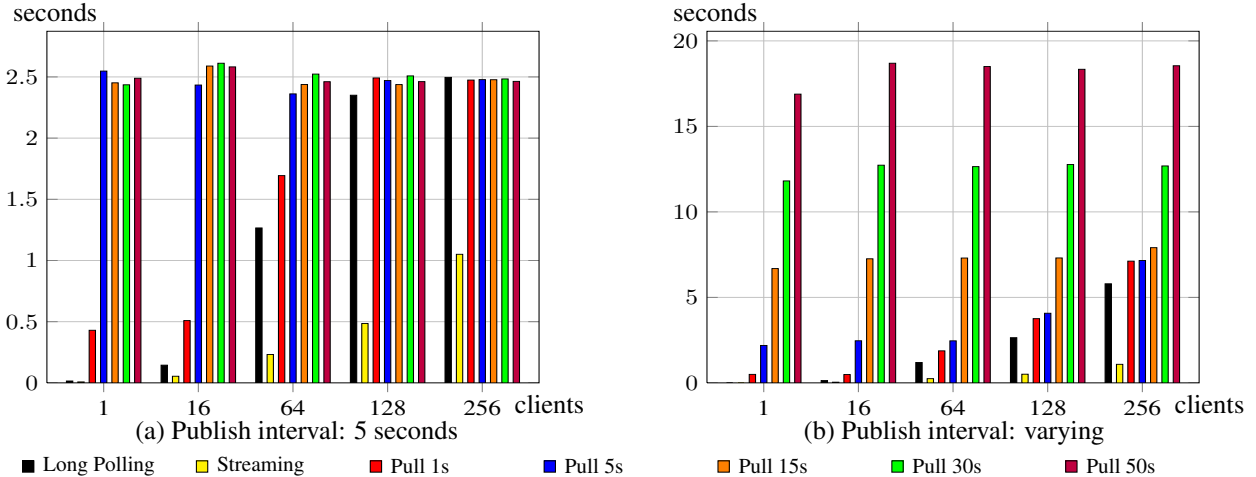 seconds
2.5
2
1.5
1
0.5
0
1 16 64 128 256 clients
(a) Publish interval: 5 seconds
seconds
20
15
10
5
0
1 16 64 128 256 clients
(b) Publish interval: varying
Long Polling Streaming Pull 1s Pull 5s Pull 15s Pull 30s Pull 50s